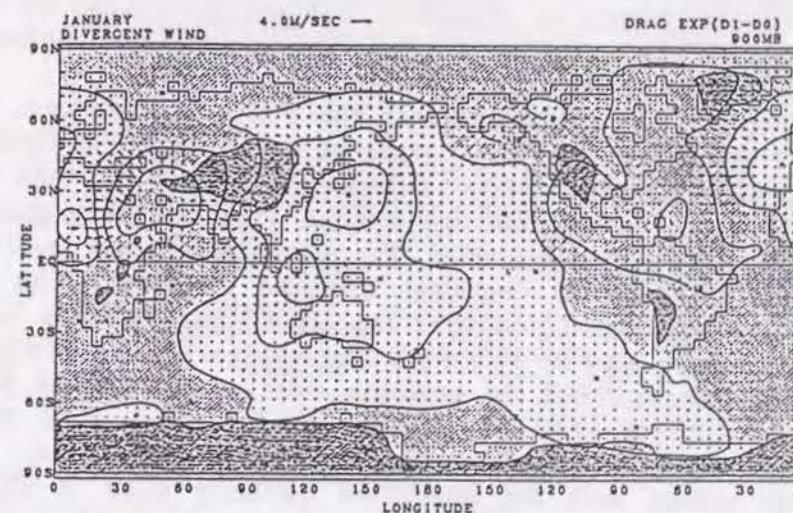 JANUARY 4.0M/SEC DRAG EXP(D1-D0)
DIVERGENT WIND 900MB
90N
60N
30N
EQ
30S
60S
90S
LATITUDE
0 30 60 90 120 150 180 150 120 90 60 30
LONGITUDE